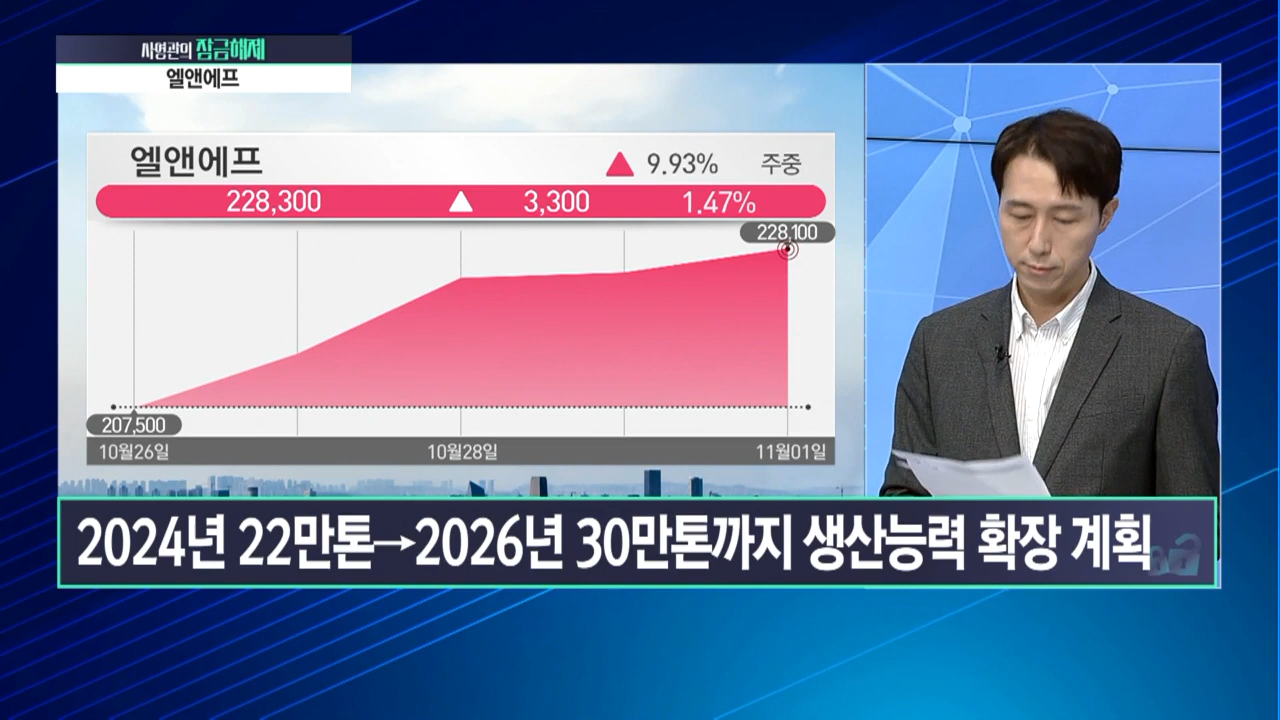 사영관의 잠금해제
엘앤에프
엘앤에프 ▲ 9.93% 주중
228,300 △ 3,300 1.47%
228,100
207,500
10월26일 10월28일 11월01일
2024년 22만톤→2026년 30만톤까지 생산능력 확장 계획